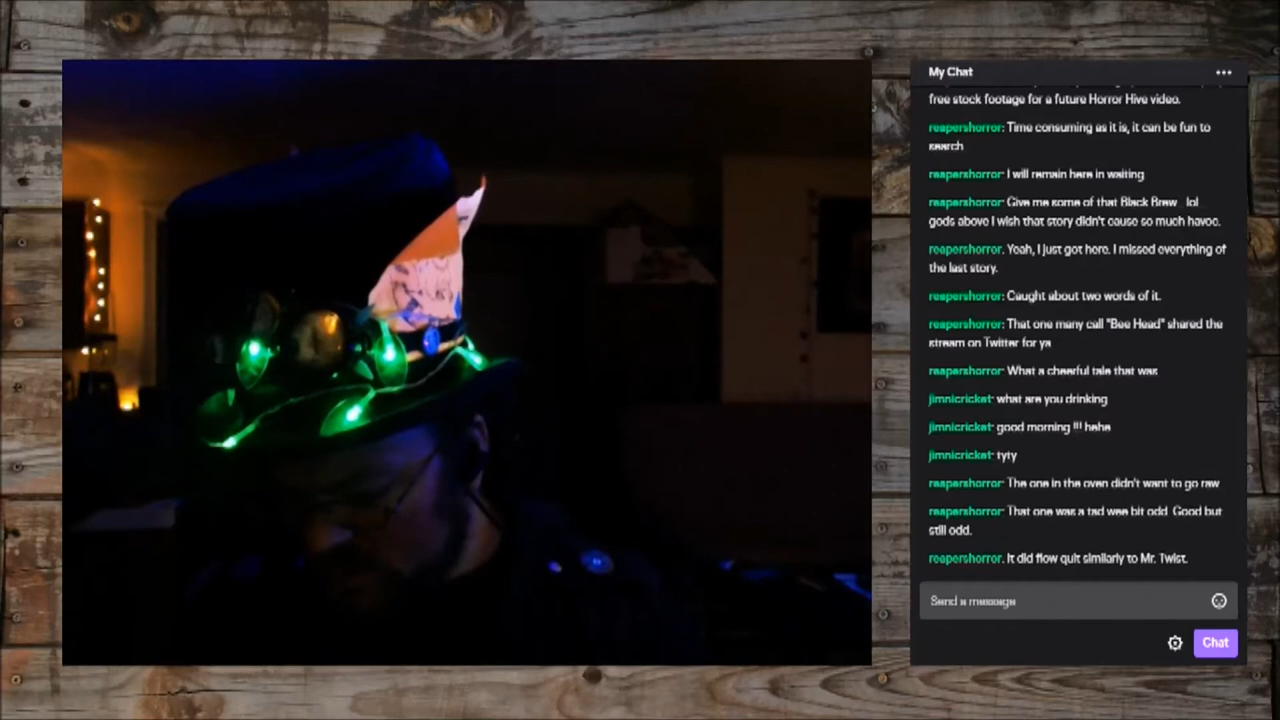 My Chat
free stock footage for a future Horror Hive video.
reapershorror: Time consuming as it is, it can be fun to
search
reapershorror: I will remain here in waiting
reapershorror: Give me some of that Black Brew.. lol
gods above I wish that story didn't cause so much havoc.
reapershorror: Yeah, I just got here. I missed everything of
the last story.
reapershorror: Caught about two words of it.
reapershorror: That one many call "Bee Head" shared the
stream on Twitter for ya
reapershorror: What a cheerful tale that was
jimnicricket: what are you drinking
jimnicricket: good morning !!! hehe
jimnicricket: tyty
reapershorror: The one in the oven didn't want to go raw
reapershorror: That one was a tad wee bit odd. Good but
still odd.
reapershorror: It did flow quit similarly to Mr. Twist.
Send a message
Chat